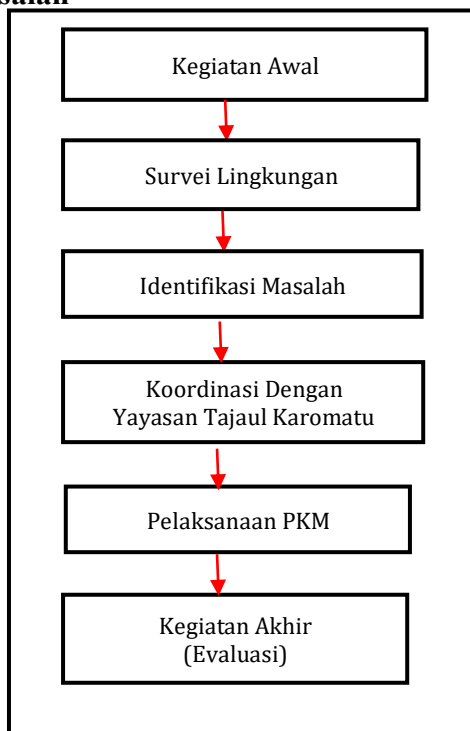 Kegiatan Awal
Survei Lingkungan
Identifikasi Masalah
Koordinasi Dengan
Yayasan Tajaul Karomatu
Pelaksanaan PKM
Kegiatan Akhir
(Evaluasi)